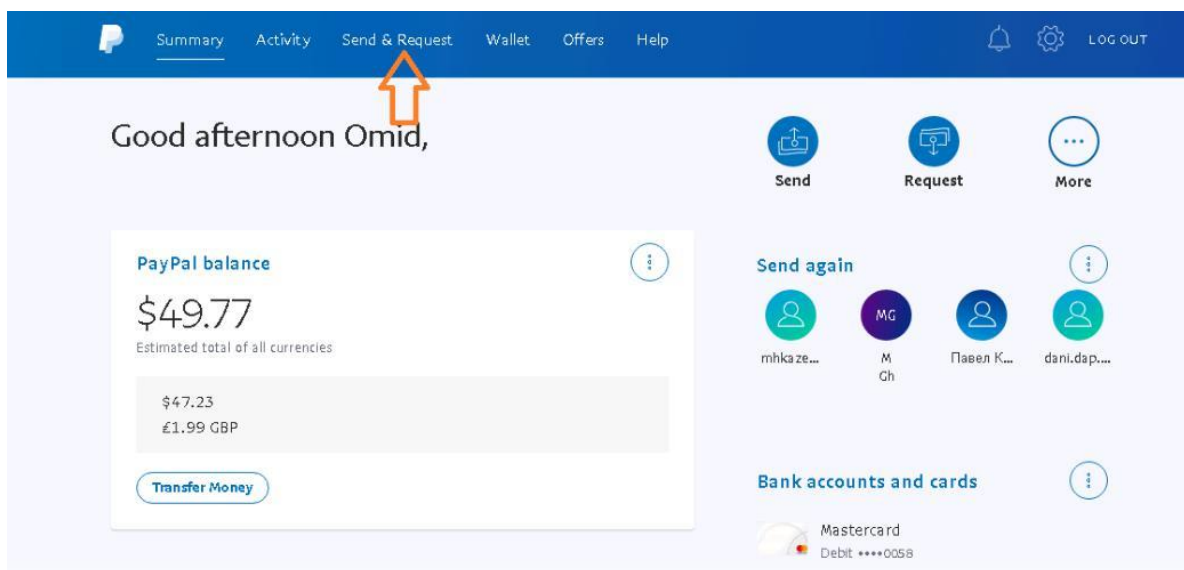 Summary Activity Send & Request Wallet Offers Help LOG OUT
Good afternoon Omid,
Send Request More
PayPal balance
$49.77
Estimated total of all currencies
$47.23
£1.99 GBP
Transfer Money
Send again
MG
mhkaze... M Gh Павел К... dani.dap....
Bank accounts and cards
Mastercard
Debit ••••0058